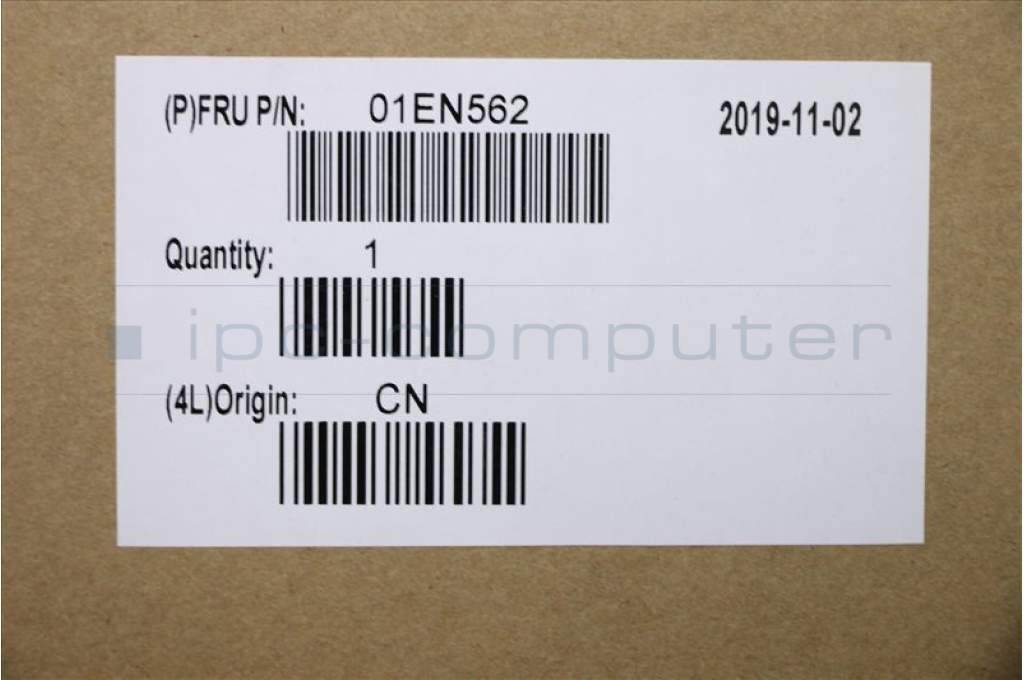 (P)FRU P/N: 01EN562 2019-11-02
Quantity: 1
ipc-computer
(4L)Origin: CN